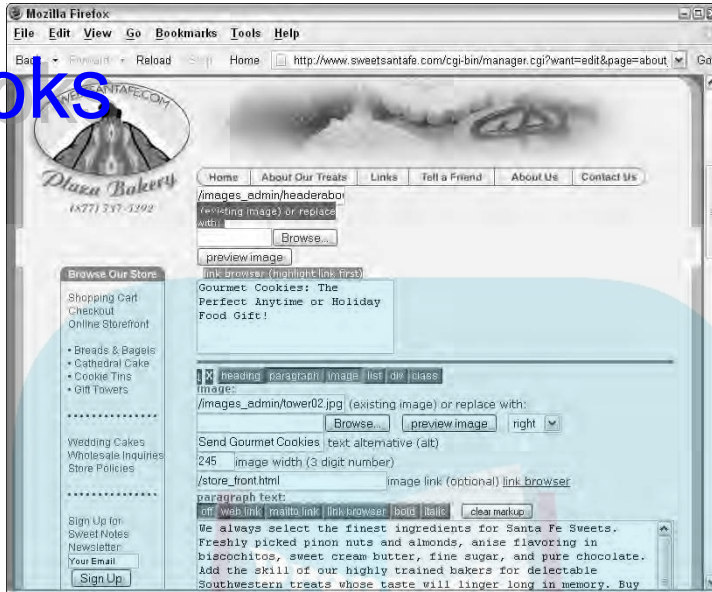 Mozilla Firefox
File Edit View Go Bookmarks Tools Help
Back Forward Reload Stop Home http://www.sweetsantafe.com/cgi-bin/manager.cgi?want=edit&page=about Go
oks
SWEETSANTAFE.COM
Plaza Bakery
(877) 737-5292
Home About Our Treats Links Tell a Friend About Us Contact Us
/images_admin/headerabou
(existing image) or replace
with:
Browse...
preview image
link browser (highlight link first)
Gourmet Cookies: The
Perfect Anytime or Holiday
Food Gift!
Browse Our Store
Shopping Cart
Checkout
Online Storefront
• Breads & Bagels
• Cathedral Cake
• Cookie Tins
• Gift Towers
Wedding Cakes
Wholesale Inquiries
Store Policies
Sign Up for
Sweet Notes
Newsletter
Your Email
Sign Up
X heading paragraph image list div class
image:
/images_admin/tower02.jpg (existing image) or replace with:
Browse... preview image right
Send Gourmet Cookies text alternative (alt)
245 image width (3 digit number)
/store_front.html image link (optional) link browser
paragraph text:
off web link mailto link link browser bold italic clear markup
We always select the finest ingredients for Santa Fe Sweets.
Freshly picked pinon nuts and almonds, anise flavoring in
biscochitos, sweet cream butter, fine sugar, and pure chocolate.
Add the skill of our highly trained bakers for delectable
Southwestern treats whose taste will linger long in memory. Buy